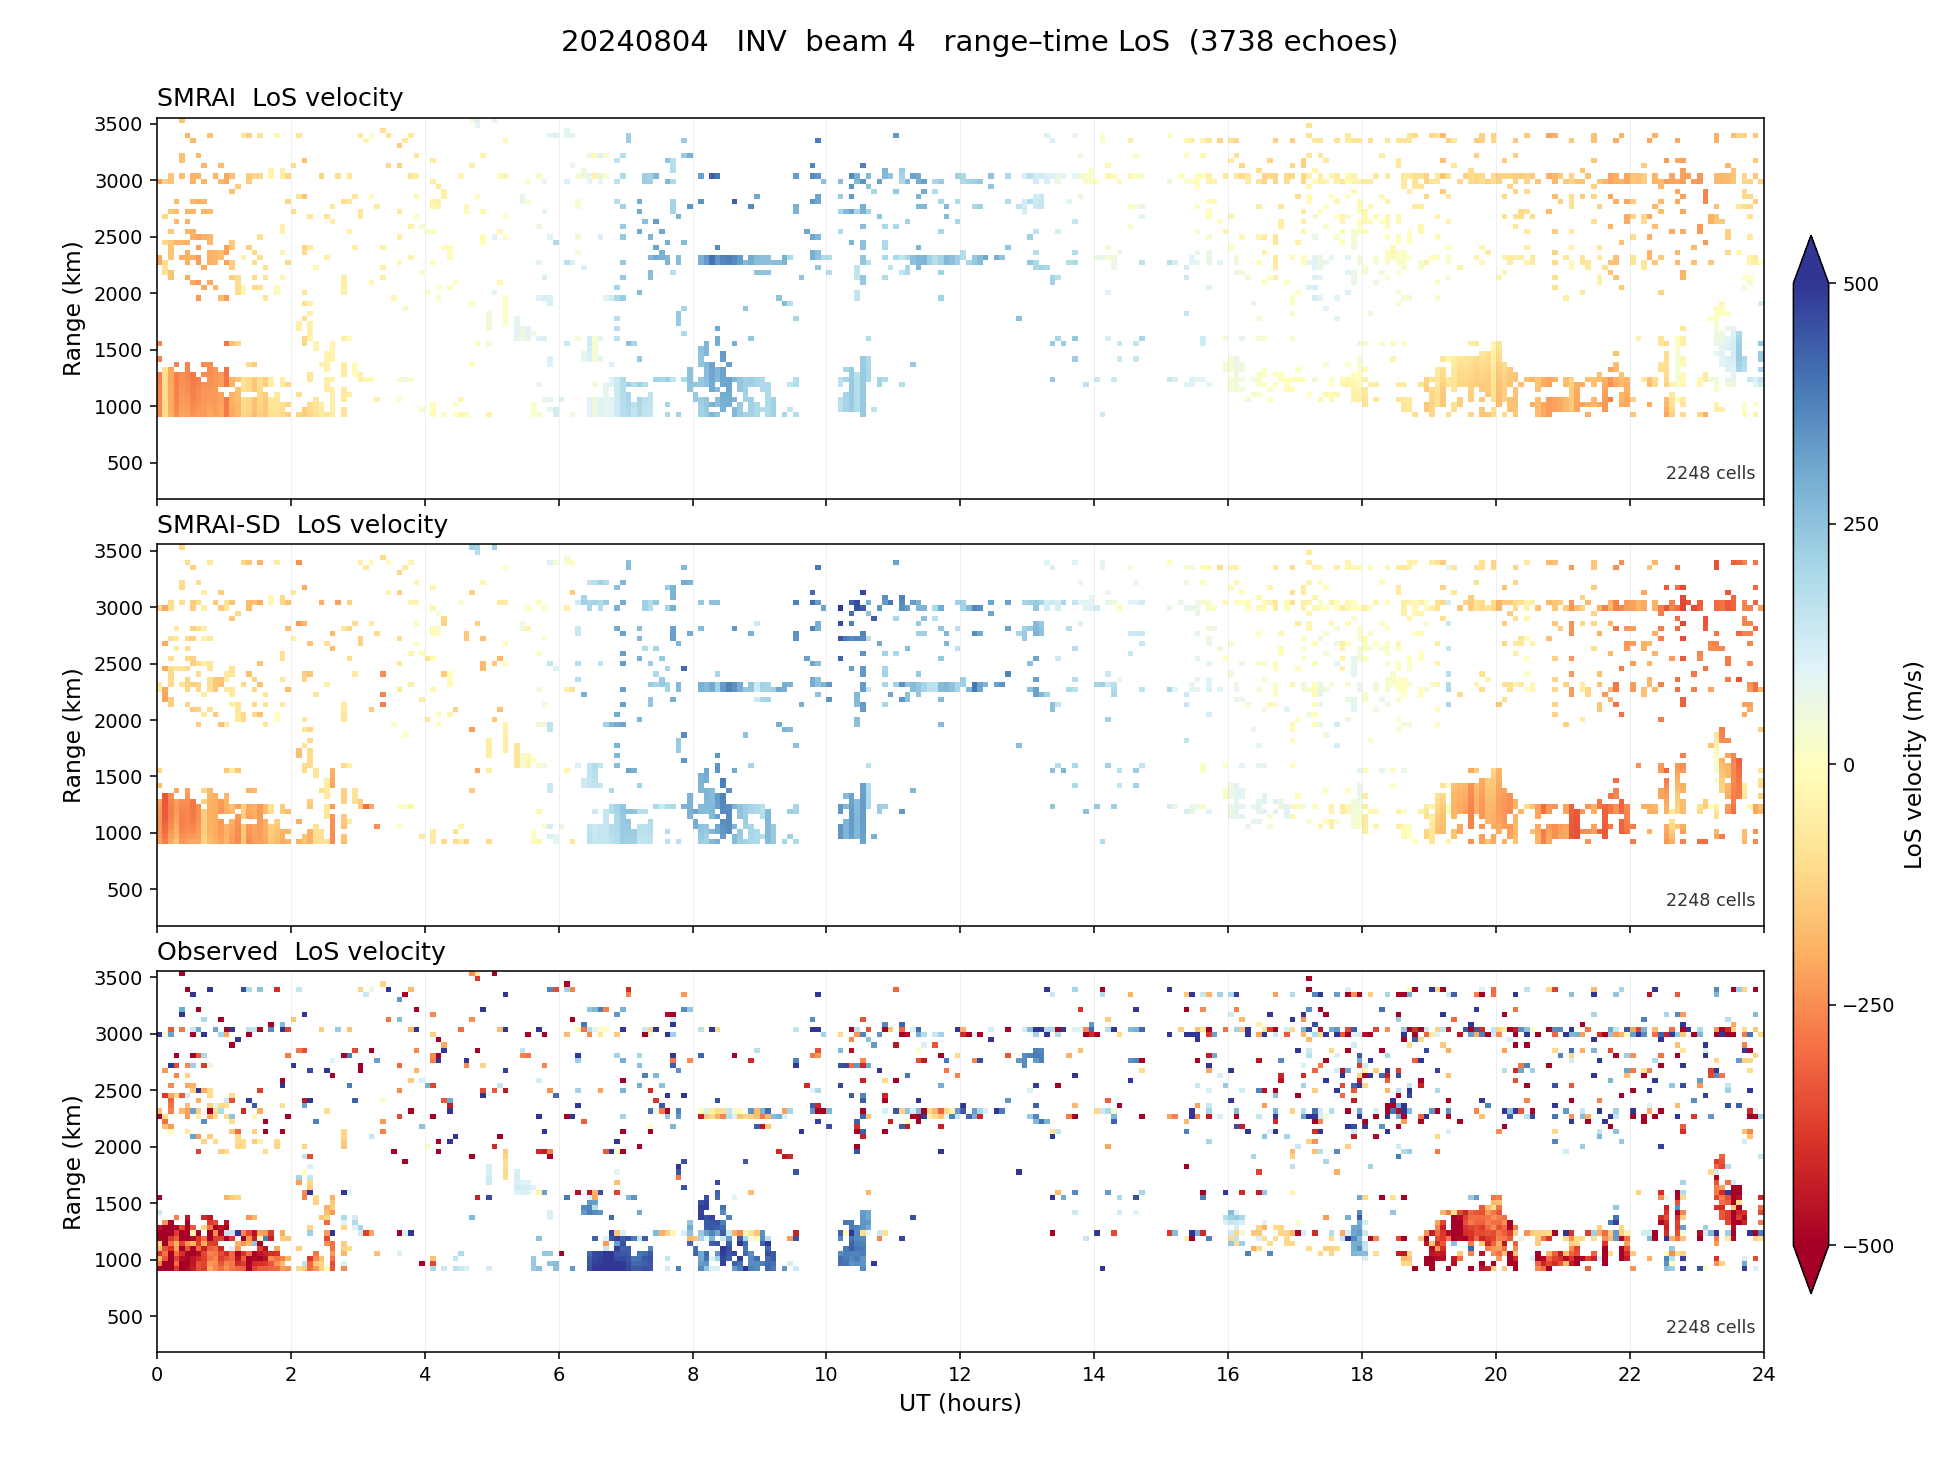 20240804   INV  beam 4   range–time LoS  (3738 echoes)
SMRAI  LoS velocity
3500
3000
2500
2000
1500
1000
500
Range (km)
2248 cells
SMRAI-SD  LoS velocity
3500
3000
2500
2000
1500
1000
500
Range (km)
2248 cells
Observed  LoS velocity
3500
3000
2500
2000
1500
1000
500
Range (km)
2248 cells
0 2 4 6 8 10 12 14 16 18 20 22 24
UT (hours)
500
250
0
−250
−500
LoS velocity (m/s)